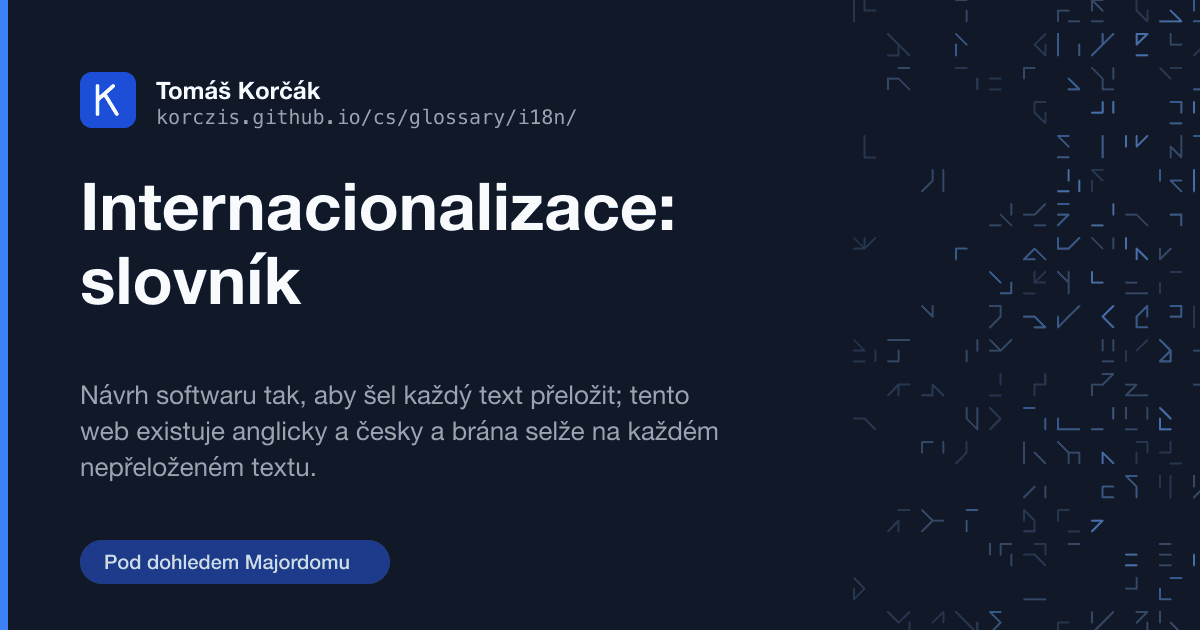 Tomáš Korčák
korczis.github.io/cs/glossary/i18n/
Internacionalizace:
slovník
Návrh softwaru tak, aby šel každý text přeložit; tento
web existuje anglicky a česky a brána selže na každém
nepřeloženém textu.
Pod dohledem Majordomu